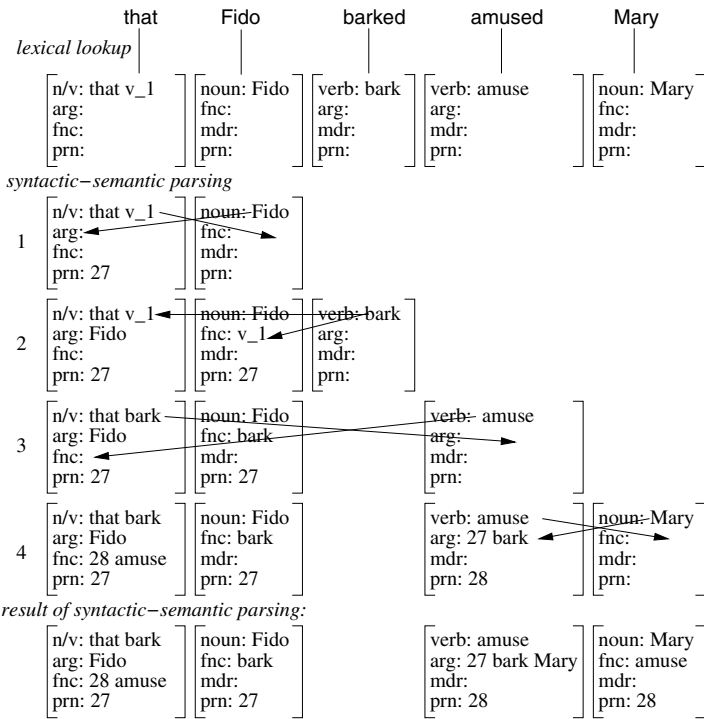 that Fido barked amused Mary
lexical lookup
n/v: that v_1 noun: Fido verb: bark verb: amuse noun: Mary
arg: fnc: arg: arg: fnc:
fnc: mdr: mdr: mdr: mdr:
prn: prn: prn: prn: prn:
syntactic−semantic parsing
n/v: that v_1 noun: Fido
1 arg: fnc:
fnc: mdr:
prn: 27 prn:
n/v: that v_1 noun: Fido verb: bark
2 arg: Fido fnc: v_1 arg:
fnc: mdr: mdr:
prn: 27 prn: 27 prn:
n/v: that bark noun: Fido verb: amuse
3 arg: Fido fnc: bark arg:
fnc: mdr: mdr:
prn: 27 prn: 27 prn:
n/v: that bark noun: Fido verb: amuse noun: Mary
4 arg: Fido fnc: bark arg: 27 bark fnc:
fnc: 28 amuse mdr: mdr: mdr:
prn: 27 prn: 27 prn: 28 prn:
result of syntactic−semantic parsing:
n/v: that bark noun: Fido verb: amuse noun: Mary
arg: Fido fnc: bark arg: 27 bark Mary fnc: amuse
fnc: 28 amuse mdr: mdr: mdr:
prn: 27 prn: 27 prn: 28 prn: 28